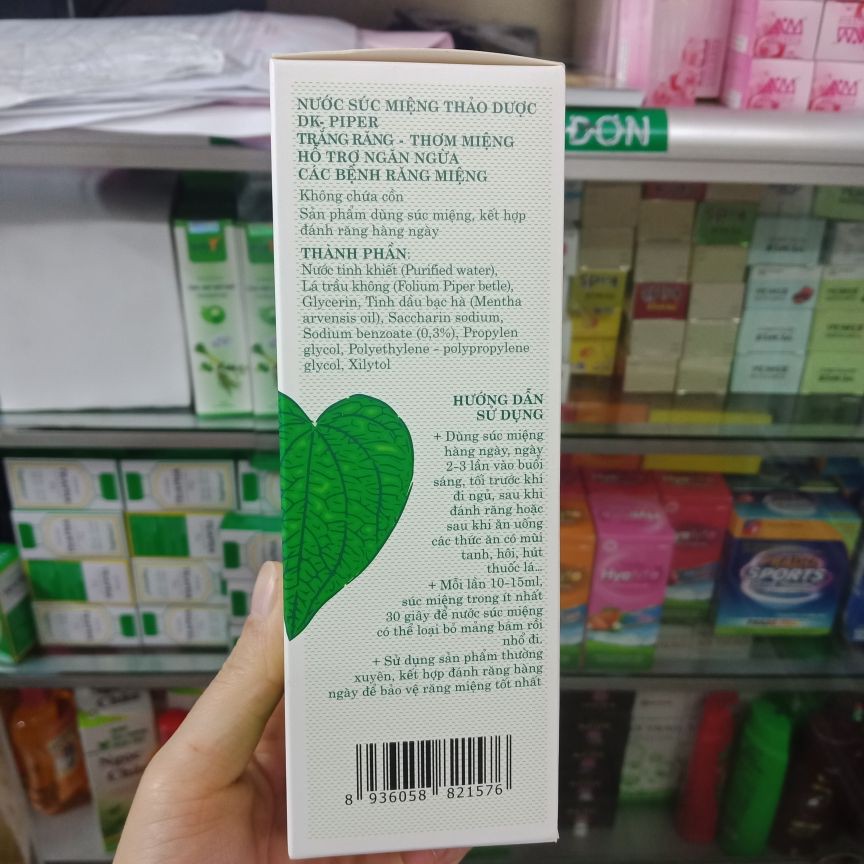 NƯỚC SÚC MIỆNG THẢO DƯỢC
DK- PIPER
TRẮNG RĂNG - THƠM MIỆNG
HỖ TRỢ NGĂN NGỪA
CÁC BỆNH RĂNG MIỆNG
Không chứa cồn
Sản phẩm dùng súc miệng, kết hợp
đánh răng hàng ngày
THÀNH PHẦN:
Nước tinh khiết (Purified water),
Lá trầu không (Folium Piper betle),
Glycerin, Tinh dầu bạc hà (Mentha
arvensis oil), Saccharin sodium,
Sodium benzoate (0,3%), Propylen
glycol, Polyethylene – polypropylene
glycol, Xilytol
HƯỚNG DẪN
SỬ DỤNG
+ Dùng súc miệng
hàng ngày, ngày
2-3 lần vào buổi
sáng, tối trước khi
đi ngủ, sau khi
đánh răng hoặc
sau khi ăn uống
các thức ăn có mùi
tanh, hôi, hút
thuốc lá...
+ Mỗi lần 10-15ml,
súc miệng trong ít nhất
30 giây để nước súc miệng
có thể loại bỏ mảng bám rồi
nhổ đi.
+ Sử dụng sản phẩm thường
xuyên, kết hợp đánh răng hàng
ngày để bảo vệ răng miệng tốt nhất
8 936058 821576
ĐƠN
SPORTS